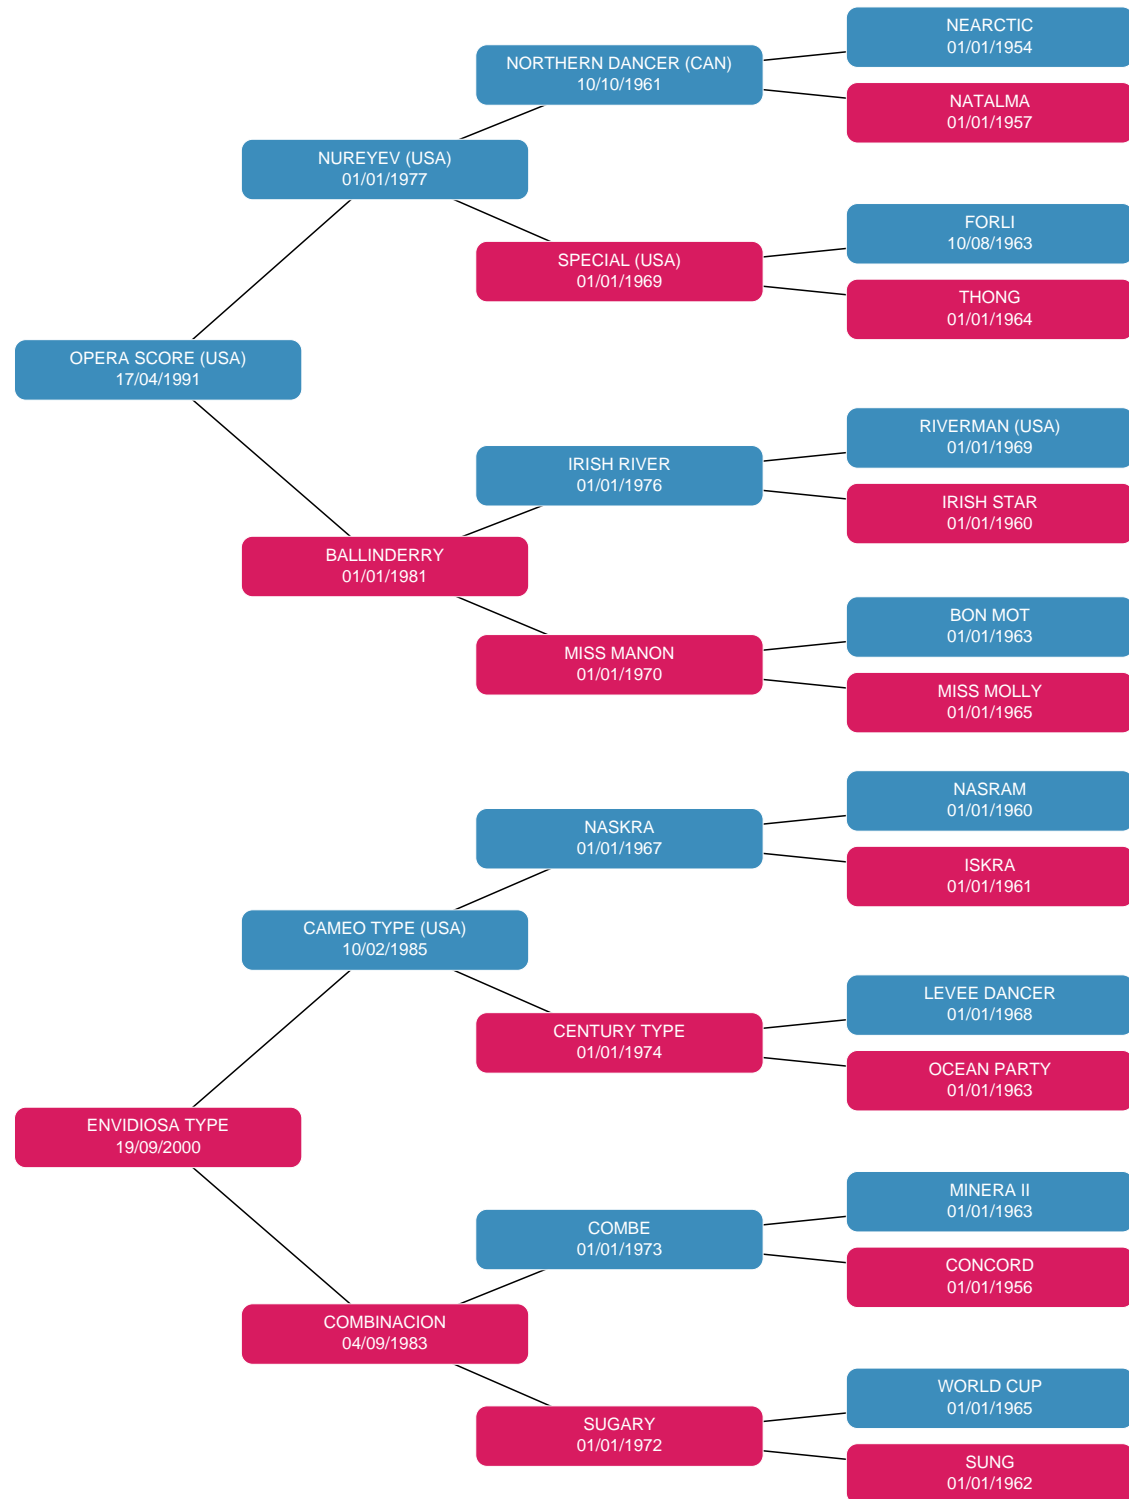 NEARCTIC
01/01/1954
NORTHERN DANCER (CAN)
10/10/1961
NATALMA
01/01/1957
NUREYEV (USA)
01/01/1977
FORLI
10/08/1963
SPECIAL (USA)
01/01/1969
THONG
01/01/1964
OPERA SCORE (USA)
17/04/1991
RIVERMAN (USA)
01/01/1969
IRISH RIVER
01/01/1976
IRISH STAR
01/01/1960
BALLINDERRY
01/01/1981
BON MOT
01/01/1963
MISS MANON
01/01/1970
MISS MOLLY
01/01/1965
NASRAM
01/01/1960
NASKRA
01/01/1967
ISKRA
01/01/1961
CAMEO TYPE (USA)
10/02/1985
LEVEE DANCER
01/01/1968
CENTURY TYPE
01/01/1974
OCEAN PARTY
01/01/1963
ENVIDIOSA TYPE
19/09/2000
MINERA II
01/01/1963
COMBE
01/01/1973
CONCORD
01/01/1956
COMBINACION
04/09/1983
WORLD CUP
01/01/1965
SUGARY
01/01/1972
SUNG
01/01/1962